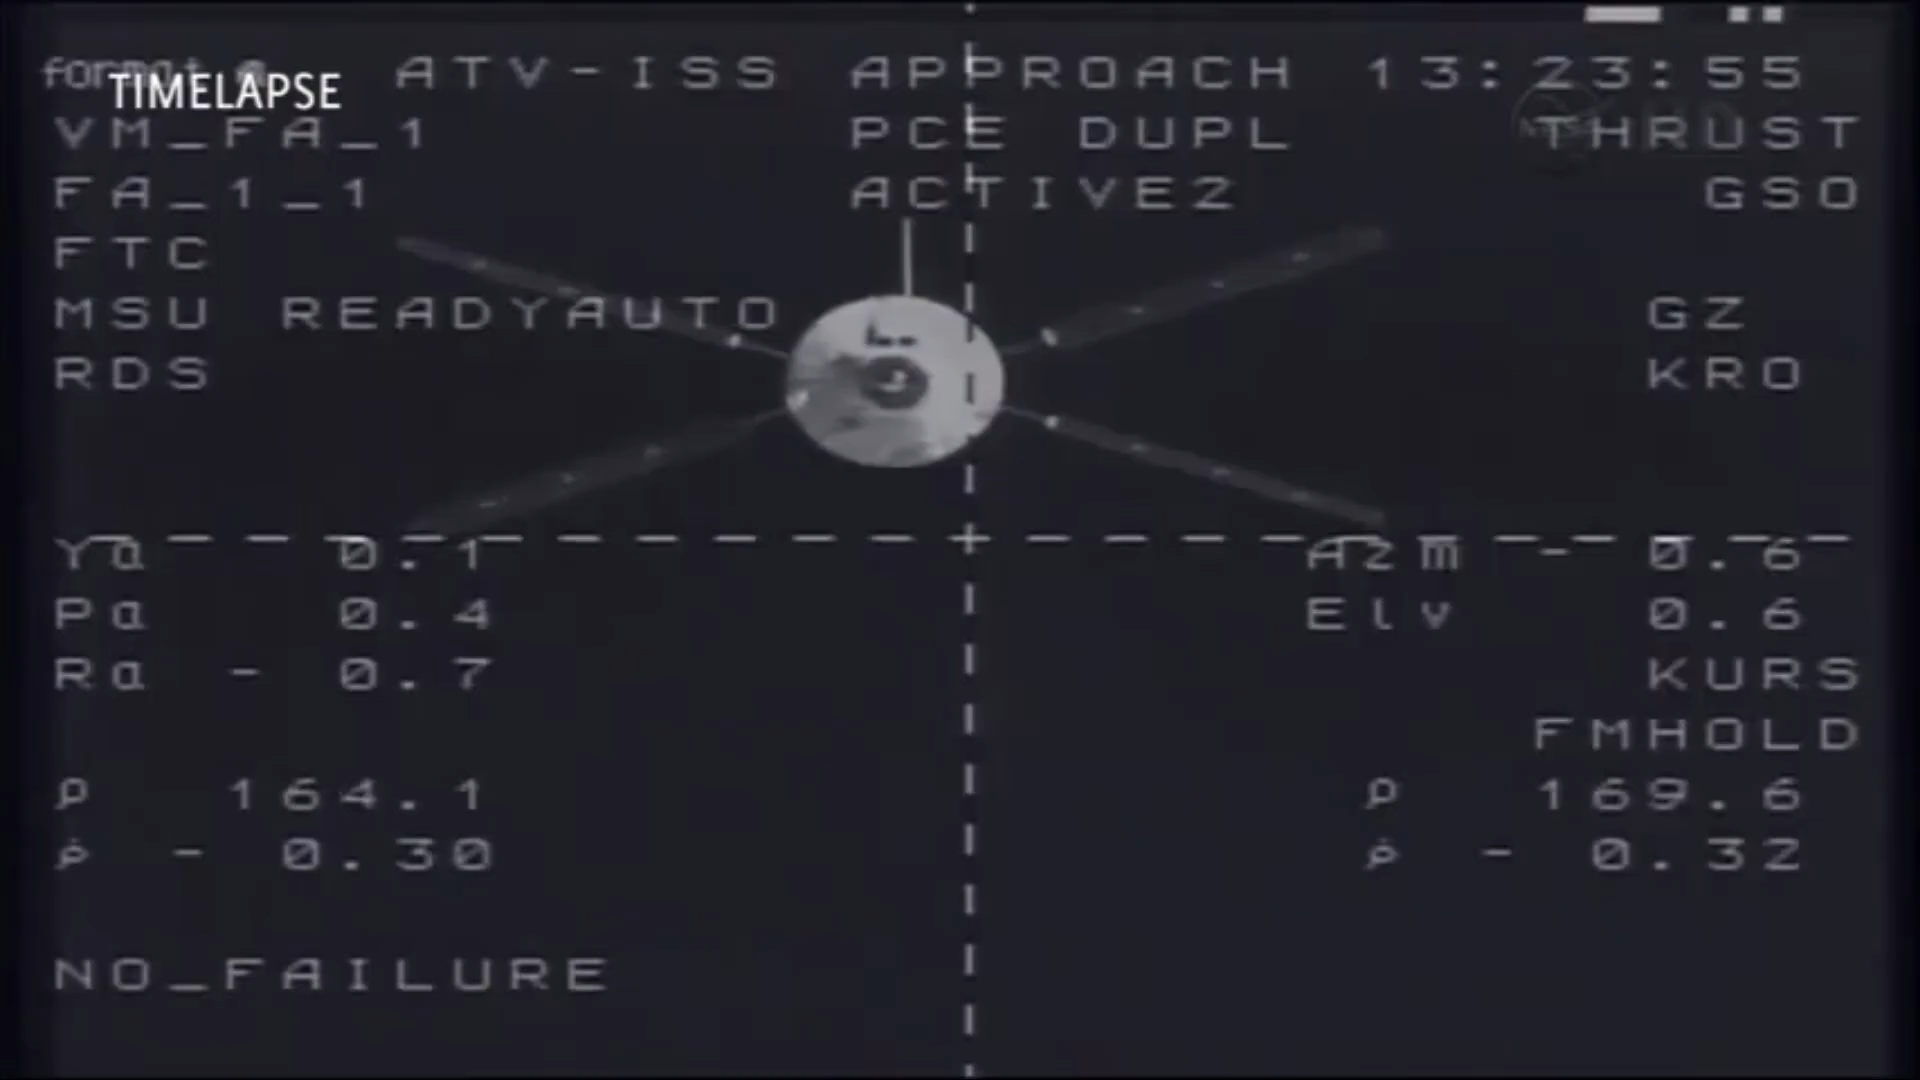 format ATV-ISS APPROACH 13:23:55
TIMELAPSE
VM_FA_1 PCE DUPL THRUST
FA_1_1 ACTIVE2 GSO
FTC
MSU READYAUTO GZ
RDS KRO
Ya 0.1 Azm - 0.6
Pa 0.4 Elv 0.6
Ra - 0.7 KURS
FMHOLD
ρ 164.1 ρ 169.6
ρ̇ - 0.30 ρ̇ - 0.32
NO_FAILURE